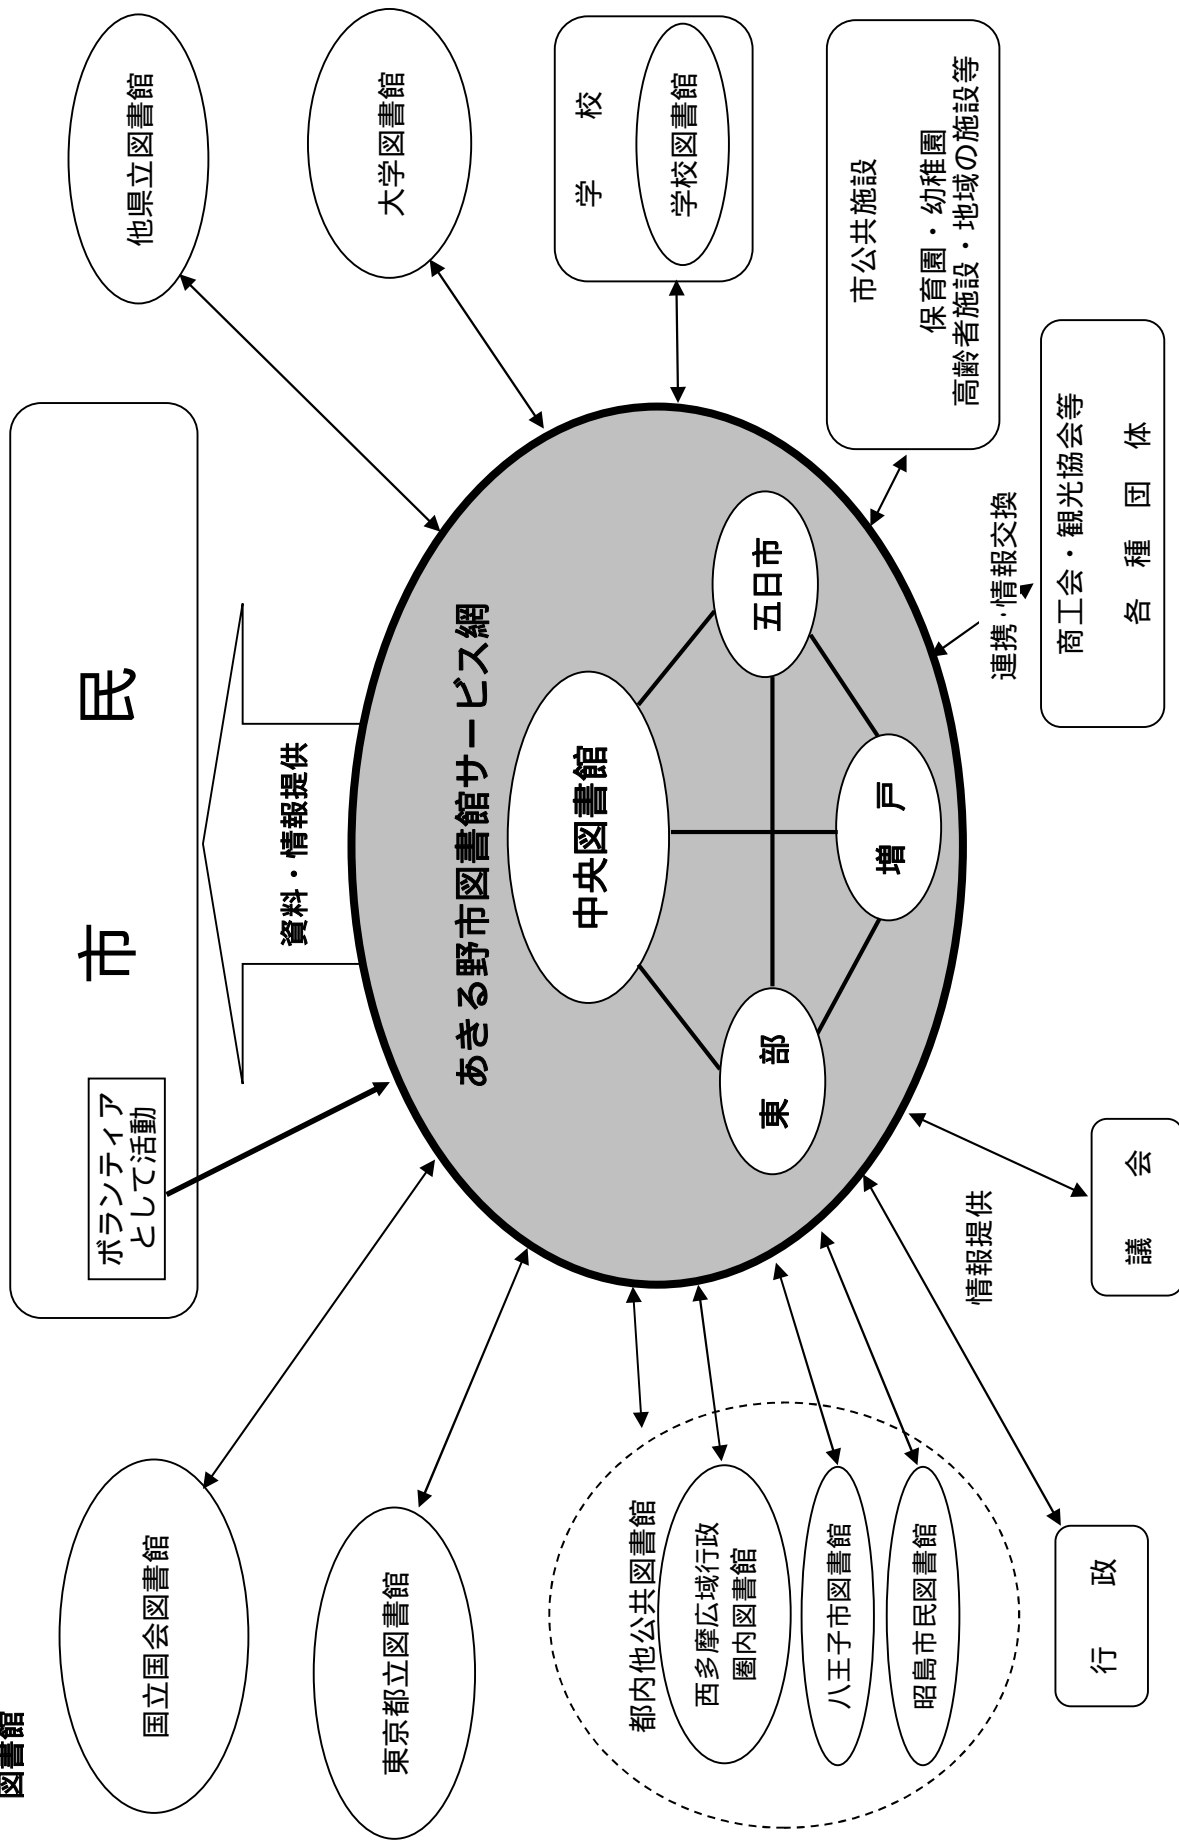 図書館
市　　　民
ボランティア
として活動
資料・情報提供
国立国会図書館
他県立図書館
東京都立図書館
大学図書館
あきる野市図書館サービス網
中央図書館
東　部
五日市
増　戸
学　校
学校図書館
都内他公共図書館
西多摩広域行政
圏内図書館
八王子市図書館
昭島市民図書館
市公共施設
保育園・幼稚園
高齢者施設・地域の施設等
情報提供
連携・情報交換
行　政
議　会
商工会・観光協会等
各　種　団　体